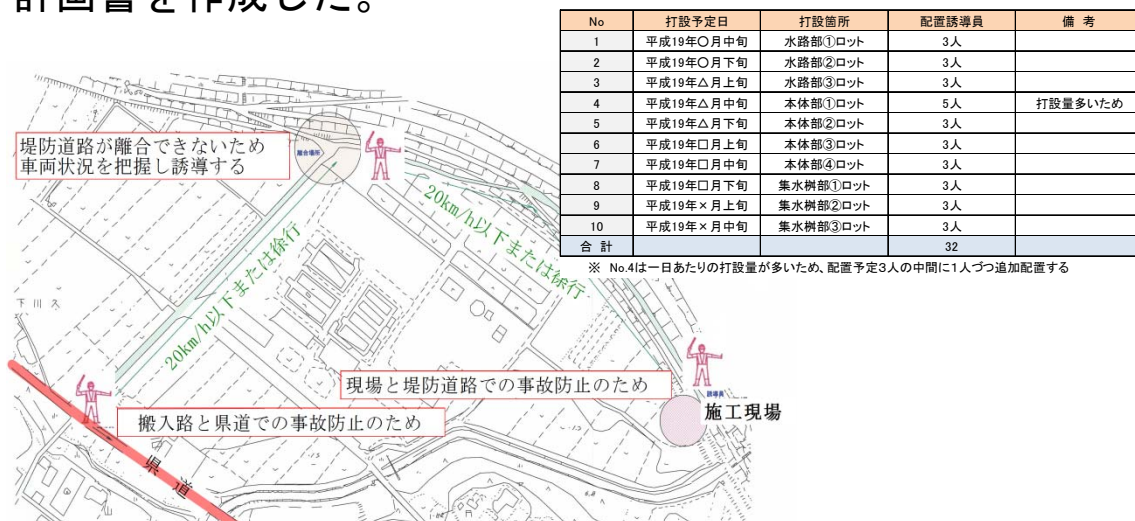 計画書を作成した。
No 打設予定日 打設箇所 配置誘導員 備 考
1 平成19年○月中旬 水路部①ロット 3人
2 平成19年○月下旬 水路部②ロット 3人
3 平成19年△月上旬 水路部③ロット 3人
4 平成19年△月中旬 本体部①ロット 5人 打設量多いため
5 平成19年△月下旬 本体部②ロット 3人
6 平成19年□月上旬 本体部③ロット 3人
7 平成19年□月中旬 本体部④ロット 3人
8 平成19年□月下旬 集水桝部①ロット 3人
9 平成19年×月上旬 集水桝部②ロット 3人
10 平成19年×月中旬 集水桝部③ロット 3人
合 計 32
※ No.4は一日あたりの打設量が多いため、配置予定3人の中間に1人づつ追加配置する
堤防道路が離合できないため
車両状況を把握し誘導する
離合場所
20km/h以下または徐行
20km/h以下または徐行
下川久
現場と堤防道路での事故防止のため
誘導員
施工現場
搬入路と県道での事故防止のため
県道